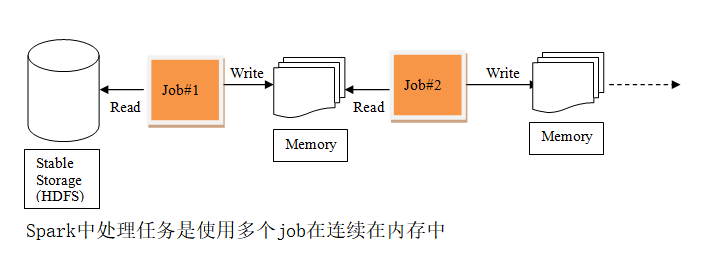 Job#1
Write
Job#2
Write
Read
Read
Memory
Memory
Stable
Storage
(HDFS)
Spark中处理任务是使用多个job在连续在内存中